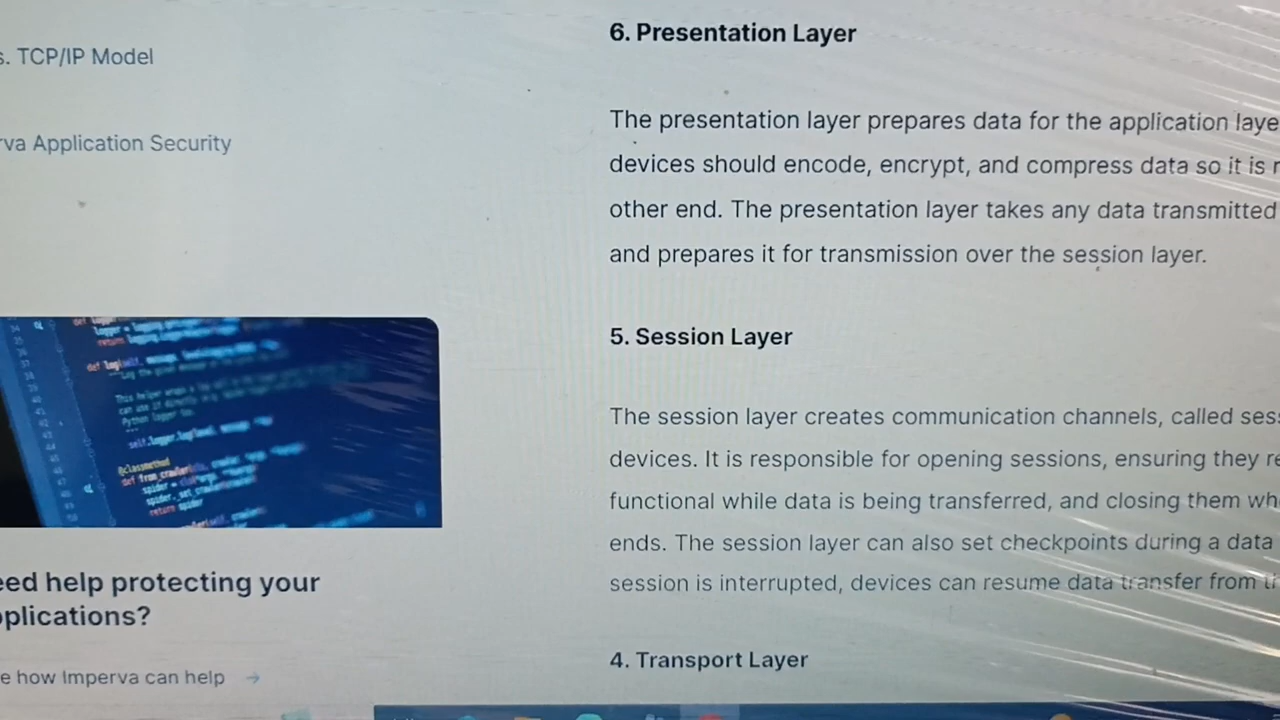 s. TCP/IP Model
rva Application Security
eed help protecting your
pplications?
e how Imperva can help →
6. Presentation Layer
The presentation layer prepares data for the application laye
devices should encode, encrypt, and compress data so it is r
other end. The presentation layer takes any data transmitted
and prepares it for transmission over the session layer.
5. Session Layer
The session layer creates communication channels, called sess
devices. It is responsible for opening sessions, ensuring they re
functional while data is being transferred, and closing them wh
ends. The session layer can also set checkpoints during a data
session is interrupted, devices can resume data transfer from th
4. Transport Layer